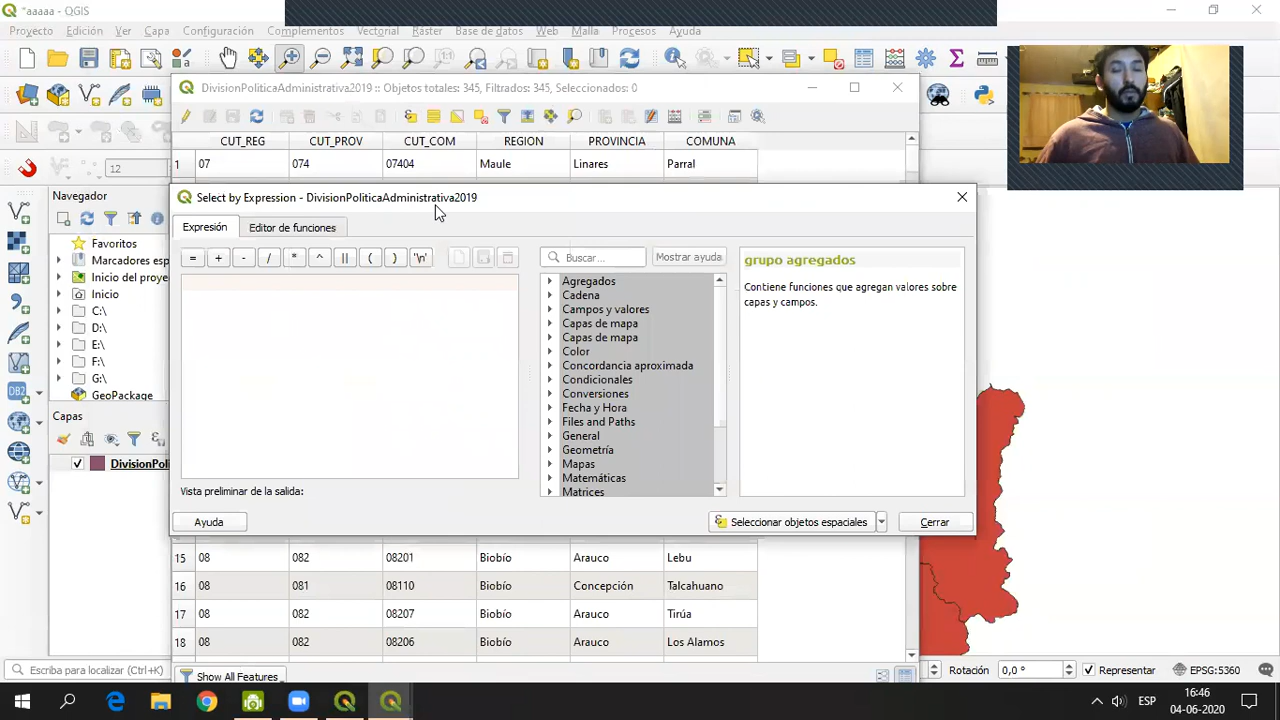 *aaaaa - QGIS
Proyecto Edición Ver Capa Configuración Complementos Vectorial Ráster Base de datos Web Malla Procesos Ayuda
DivisionPoliticaAdministrativa2019 :: Objetos totales: 345, Filtrados: 345, Seleccionados: 0
CUT_REG CUT_PROV CUT_COM REGION PROVINCIA COMUNA
1 07 074 07404 Maule Linares Parral
12
Navegador
Favoritos
Marcadores esp
Inicio del proye
Inicio
C:\
D:\
E:\
F:\
G:\
GeoPackage
Capas
DivisionPoli
Select by Expression - DivisionPoliticaAdministrativa2019
Expresión Editor de funciones
= + - / * ^ || ( ) '\n'
Buscar... Mostrar ayuda
Agregados
Cadena
Campos y valores
Capas de mapa
Capas de mapa
Color
Concordancia aproximada
Condicionales
Conversiones
Fecha y Hora
Files and Paths
General
Geometría
Mapas
Matemáticas
Matrices
grupo agregados
Contiene funciones que agregan valores sobre
capas y campos.
Vista preliminar de la salida:
Ayuda Seleccionar objetos espaciales Cerrar
15 08 082 08201 Biobío Arauco Lebu
16 08 081 08110 Biobío Concepción Talcahuano
17 08 082 08207 Biobío Arauco Tirúa
18 08 082 08206 Biobío Arauco Los Alamos
Show All Features
Escriba para localizar (Ctrl+K)
Rotación 0,0 ° Representar EPSG:5360
ESP
16:46
04-06-2020